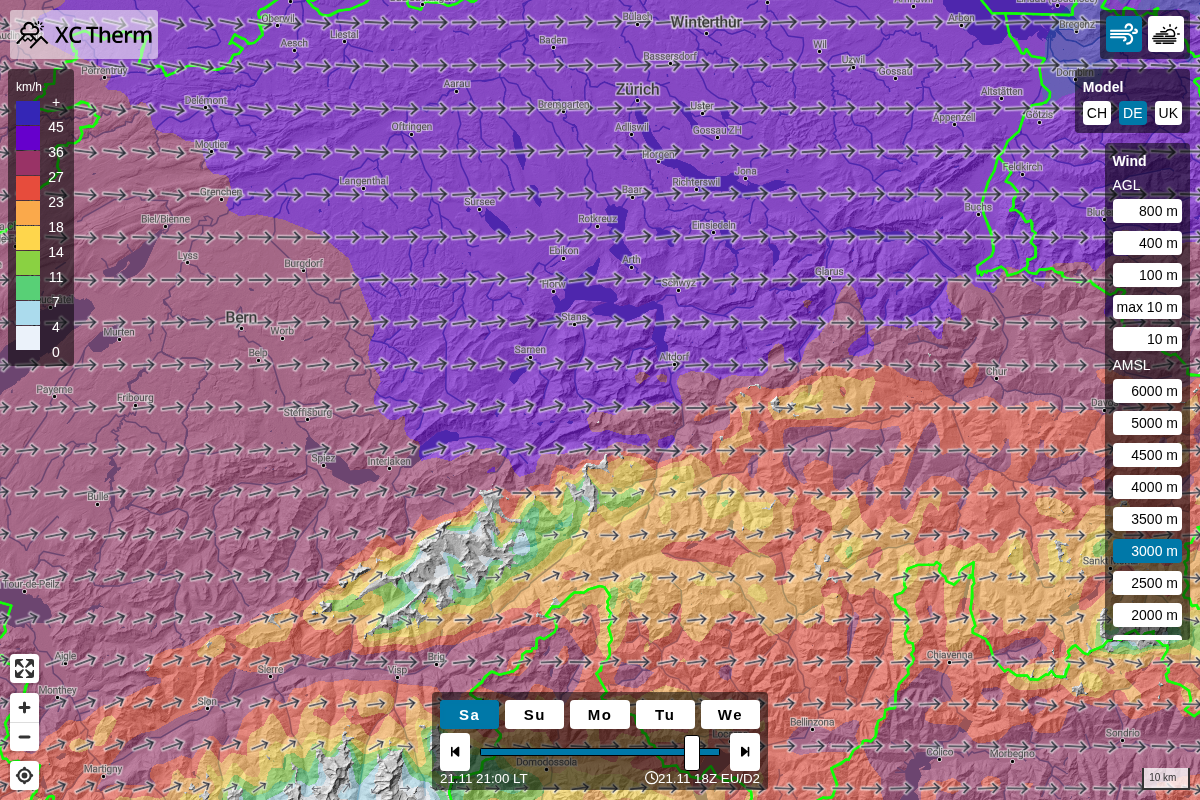 XC Therm
km/h
+
45
36
27
23
18
14
11
7
4
0
Model
CH DE UK
Wind
AGL
800 m
400 m
100 m
max 10 m
10 m
AMSL
6000 m
5000 m
4500 m
4000 m
3500 m
3000 m
2500 m
2000 m
Oberwil
Bülach
Winterthur
Arbon
Bregenz
Liestal
Aesch
Baden
Wil
Bassersdorf
Uzwil
Gossau
Porrentruy
Dornbirn
Aarau
Zürich
Altstätten
Delémont
Bremgarten
Uster
Appenzell
Götzis
Oftringen
Adliswil
Gossau ZH
Moutier
Horgen
Feldkirch
Langenthal
Jona
Richterswil
Grenchen
Baar
Sursee
Buchs
Biel/Bienne
Rotkreuz
Einsiedeln
Lyss
Burgdorf
Ebikon
Arth
Glarus
Horw
Schwyz
Bern
Stans
Murten
Worb
Belp
Sarnen
Altdorf
Chur
Payerne
Fribourg
Steffisburg
Spiez
Interlaken
Bulle
La Tour-de-Peilz
Aigle
Sierre
Visp
Brig
Chiavenna
Monthey
Sion
Bellinzona
Sondrio
Colico
Morbegno
Martigny
Domodossola
Sa Su Mo Tu We
21.11 21:00 LT
21.11 18Z EU/D2
10 km